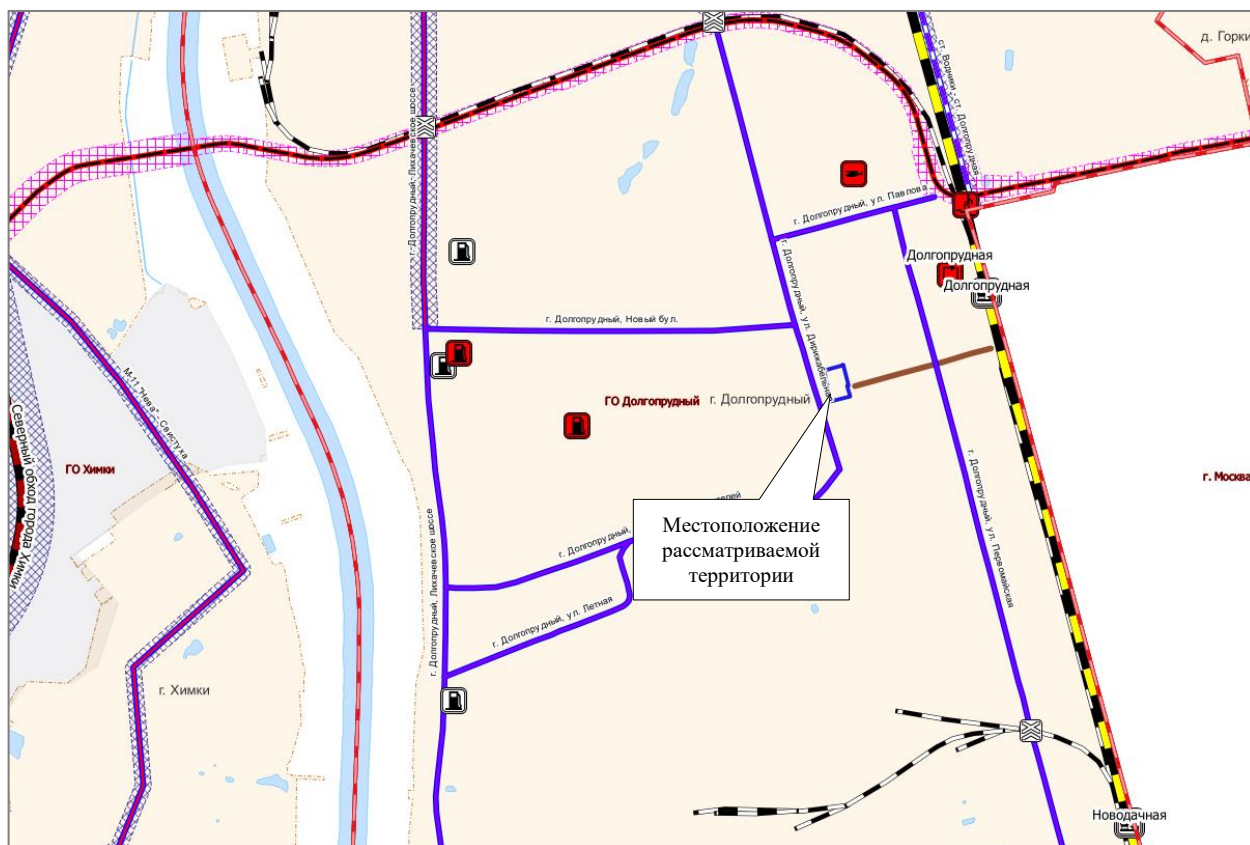 д. Горки
ст. Водники - ст. Долгопрудная
г. Долгопрудный, Лихачевское шоссе
г. Долгопрудный, ул. Павлова
Долгопрудная
Долгопрудная
г. Долгопрудный, Новый бул.
г. Долгопрудный, ул. Дирижабельная
М-11 "Нева" - Свистуха
ГО Долгопрудный
г. Долгопрудный
Северный обход города Химки
ГО Химки
г. Москва
Местоположение
рассматриваемой
территории
г. Долгопрудный,
г. Долгопрудный, Лихачевское шоссе
г. Долгопрудный, ул. Первомайская
г. Долгопрудный, ул. Летная
г. Химки
Новодачная